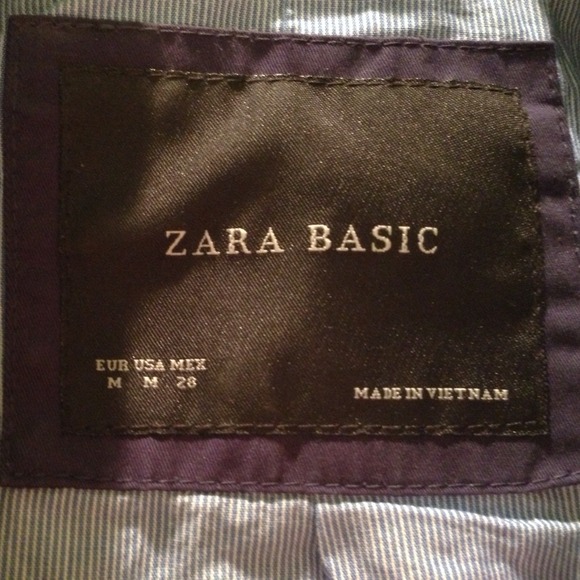 ZARA BASIC
EUR USA MEX
M M 28
MADE IN VIETNAM